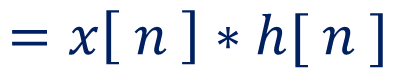 = x[ n ] * h[ n ]